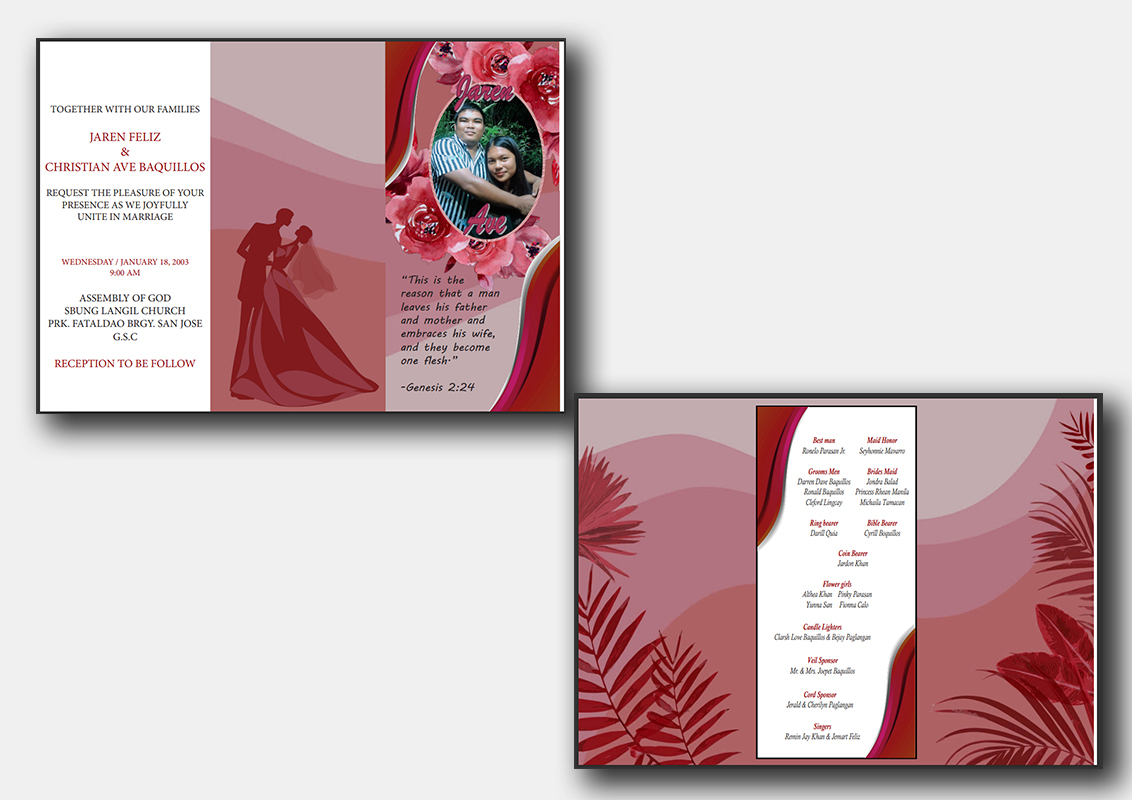 TOGETHER WITH OUR FAMILIES
JAREN FELIZ
&
CHRISTIAN AVE BAQUILLOS
REQUEST THE PLEASURE OF YOUR
PRESENCE AS WE JOYFULLY
UNITE IN MARRIAGE
WEDNESDAY / JANUARY 18, 2003
9:00 AM
ASSEMBLY OF GOD
SBUNG LANGIL CHURCH
PRK. FATALDAO BRGY. SAN JOSE
G.S.C
RECEPTION TO BE FOLLOW
Jaren
Ave
“This is the
reason that a man
leaves his father
and mother and
embraces his wife,
and they become
one flesh.”
-Genesis 2:24
Best man Maid Honor
Ronelo Parasan Jr. Seyhonnie Mavarro
Grooms Men Brides Maid
Darren Dave Baquillos Jondra Balad
Ronald Baquillos Princess Rhean Manila
Cleford Lingcay Michaila Tamacan
Ring bearer Bible Bearer
Darill Quia Cyrill Boquillos
Coin Bearer
Jardon Khan
Flower girls
Althea Khan Pinky Parasan
Yunna San Fionna Calo
Candle Lighters
Clarsh Love Baquillos & Bejay Paglangan
Veil Sponsor
Mr. & Mrs. Joepet Baquillos
Cord Sponsor
Jerald & Cherilyn Paglangan
Singers
Remin Jay Khan & Jemart Feliz